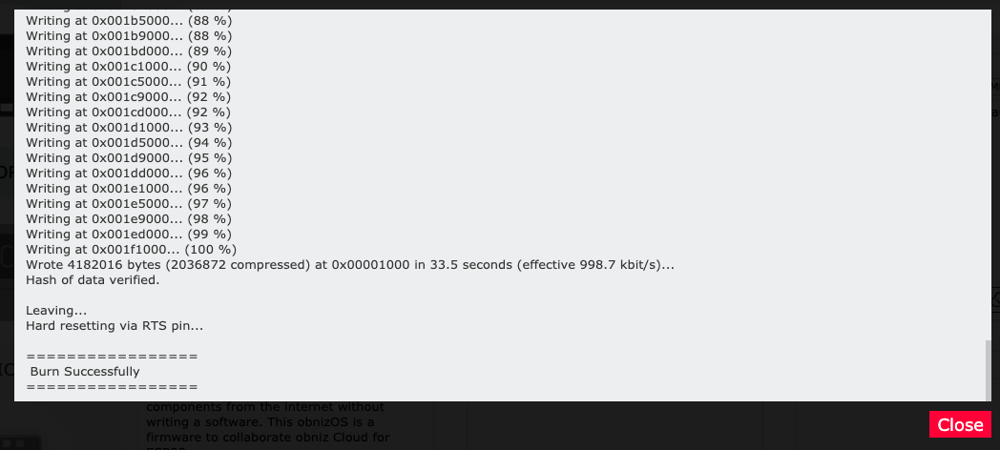 Writing at 0x001b5000... (88 %)
Writing at 0x001b9000... (88 %)
Writing at 0x001bd000... (89 %)
Writing at 0x001c1000... (90 %)
Writing at 0x001c5000... (91 %)
Writing at 0x001c9000... (92 %)
Writing at 0x001cd000... (92 %)
Writing at 0x001d1000... (93 %)
Writing at 0x001d5000... (94 %)
Writing at 0x001d9000... (95 %)
Writing at 0x001dd000... (96 %)
Writing at 0x001e1000... (96 %)
Writing at 0x001e5000... (97 %)
Writing at 0x001e9000... (98 %)
Writing at 0x001ed000... (99 %)
Writing at 0x001f1000... (100 %)
Wrote 4182016 bytes (2036872 compressed) at 0x00001000 in 33.5 seconds (effective 998.7 kbit/s)...
Hash of data verified.
Leaving...
Hard resetting via RTS pin...
=================
Burn Successfully
=================
components from the Internet without
writing a software. This obnizOS is a
firmware to collaborate obniz Cloud for
Close